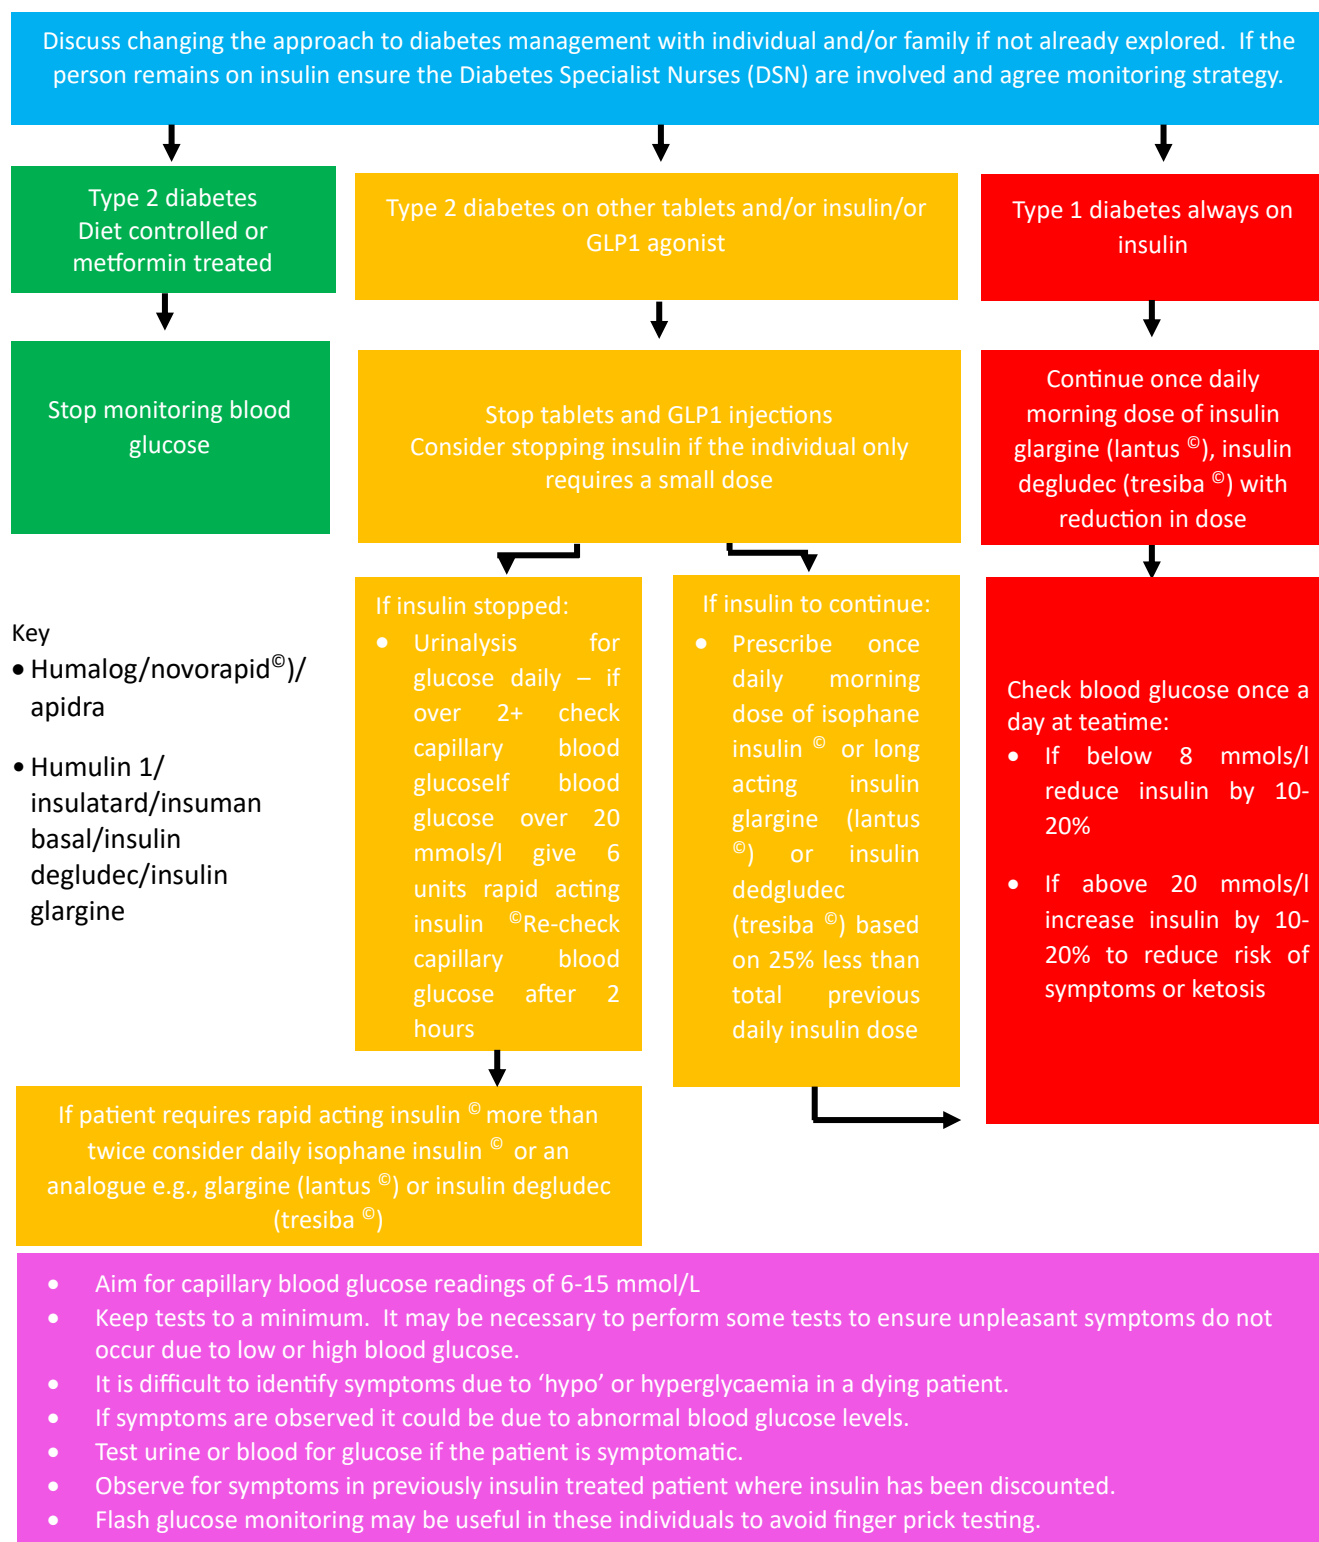 Discuss changing the approach to diabetes management with individual and/or family if not already explored.  If the
person remains on insulin ensure the Diabetes Specialist Nurses (DSN) are involved and agree monitoring strategy.
Type 2 diabetes
Diet controlled or
metformin treated
Type 2 diabetes on other tablets and/or insulin/or
GLP1 agonist
Type 1 diabetes always on
insulin
Stop monitoring blood
glucose
Stop tablets and GLP1 injections
Consider stopping insulin if the individual only
requires a small dose
Continue once daily
morning dose of insulin
glargine (lantus ©), insulin
degludec (tresiba ©) with
reduction in dose
Key
• Humalog/novorapid©)/
apidra
• Humulin 1/
insulatard/insuman
basal/insulin
degludec/insulin
glargine
If insulin stopped:
• Urinalysis for
glucose daily – if
over 2+ check
capillary blood
glucoseIf blood
glucose over 20
mmols/l give 6
units rapid acting
insulin ©Re-check
capillary blood
glucose after 2
hours
If insulin to continue:
• Prescribe once
daily morning
dose of isophane
insulin © or long
acting insulin
glargine (lantus
©) or insulin
dedgludec
(tresiba ©) based
on 25% less than
total previous
daily insulin dose
Check blood glucose once a
day at teatime:
• If below 8 mmols/l
reduce insulin by 10-
20%
• If above 20 mmols/l
increase insulin by 10-
20% to reduce risk of
symptoms or ketosis
If patient requires rapid acting insulin © more than
twice consider daily isophane insulin © or an
analogue e.g., glargine (lantus ©) or insulin degludec
(tresiba ©)
• Aim for capillary blood glucose readings of 6-15 mmol/L
• Keep tests to a minimum.  It may be necessary to perform some tests to ensure unpleasant symptoms do not
occur due to low or high blood glucose.
• It is difficult to identify symptoms due to ‘hypo’ or hyperglycaemia in a dying patient.
• If symptoms are observed it could be due to abnormal blood glucose levels.
• Test urine or blood for glucose if the patient is symptomatic.
• Observe for symptoms in previously insulin treated patient where insulin has been discounted.
• Flash glucose monitoring may be useful in these individuals to avoid finger prick testing.